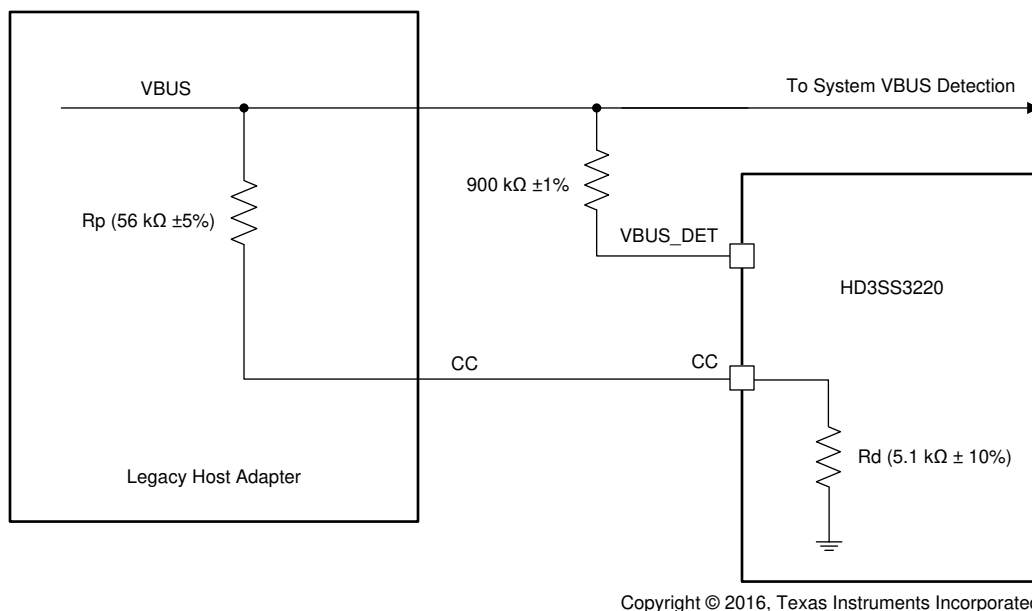 VBUS
To System VBUS Detection
900 kΩ ±1%
Rp (56 kΩ ±5%)
VBUS_DET
HD3SS3220
CC
CC
Rd (5.1 kΩ ± 10%)
Legacy Host Adapter
Copyright © 2016, Texas Instruments Incorporated